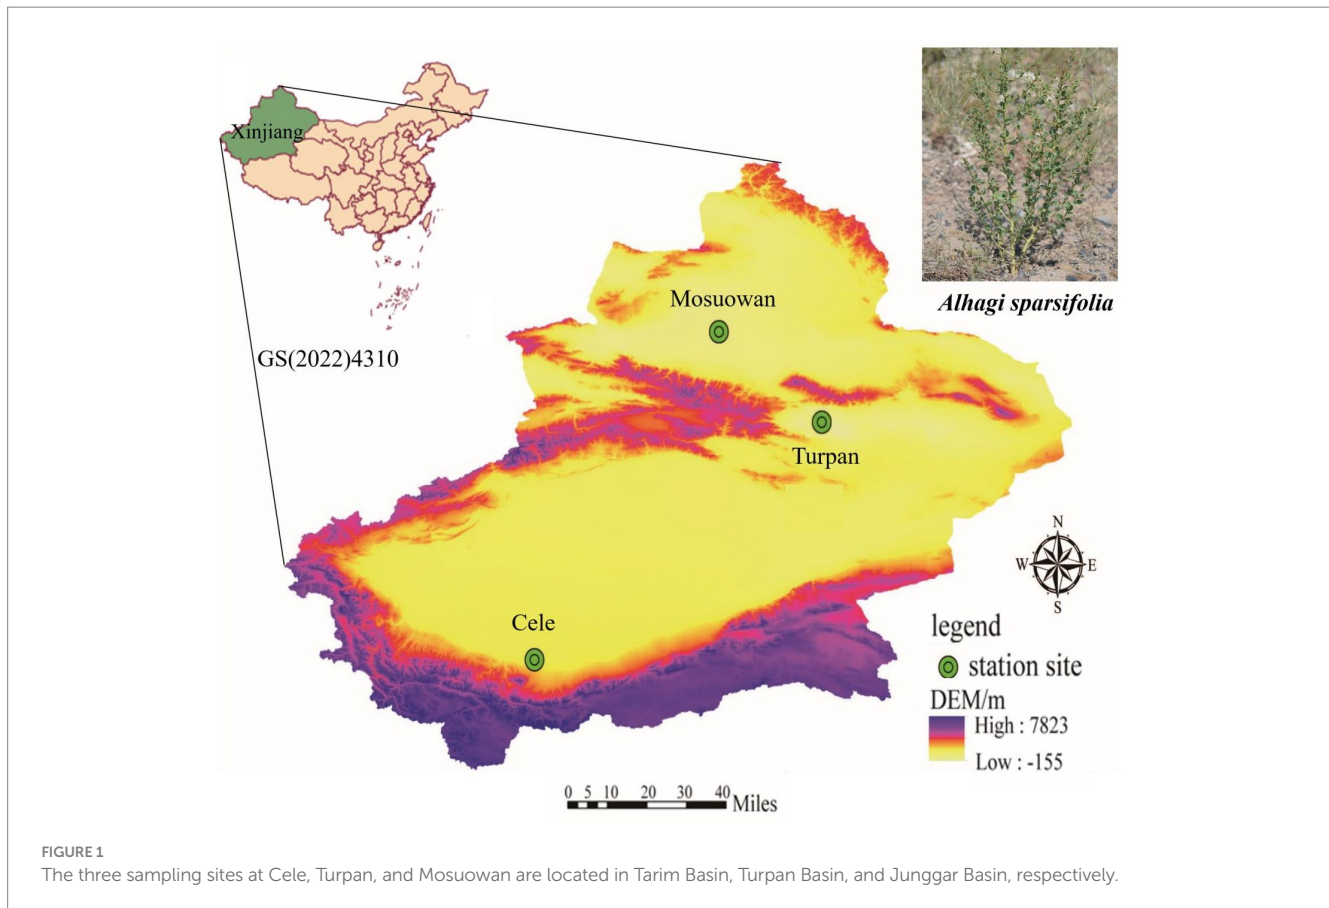 Xinjiang
Alhagi sparsifolia
Mosuowan
GS(2022)4310
Turpan
N
W E
S
Cele
legend
station site
DEM/m
High : 7823
Low : -155
0 5 10 20 30 40 Miles
FIGURE 1
The three sampling sites at Cele, Turpan, and Mosuowan are located in Tarim Basin, Turpan Basin, and Junggar Basin, respectively.